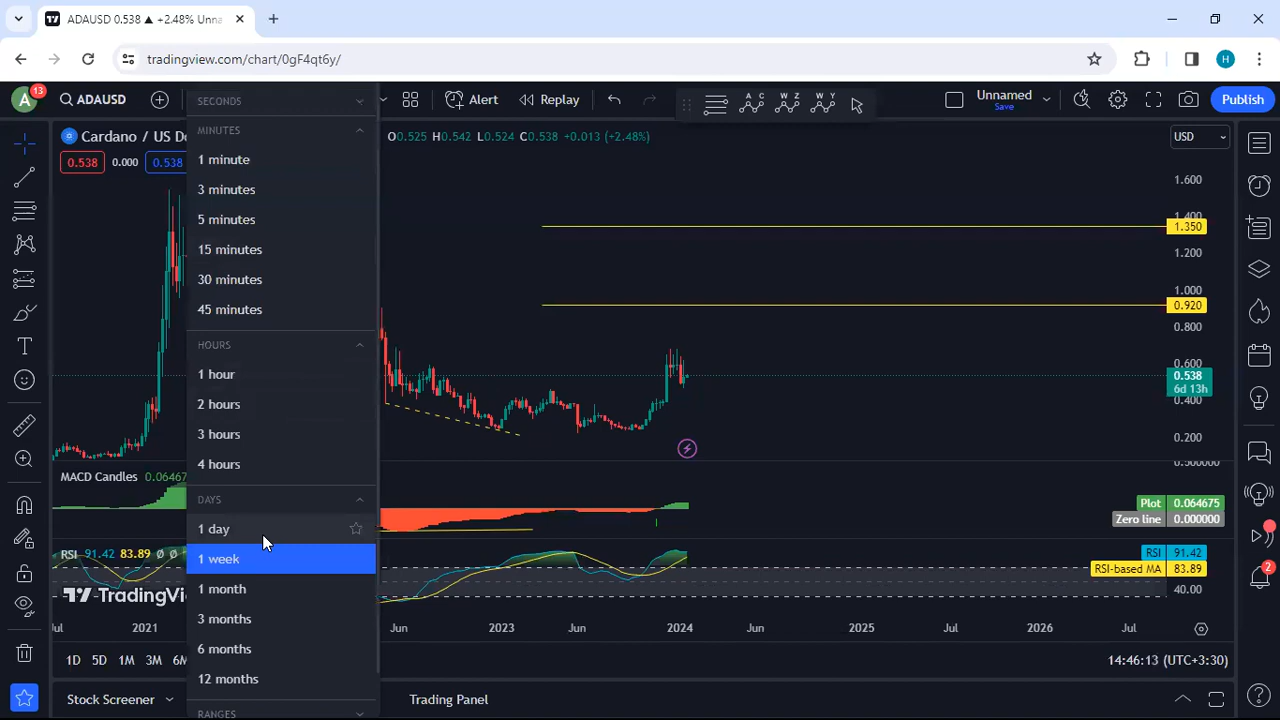 ADAUSD 0.538 ▲ +2.48% Unna
tradingview.com/chart/0gF4qt6y/
H
A
13
ADAUSD
Alert
Replay
A C
W Z
W Y
Unnamed
Save
Publish
Cardano / US Do
O0.525 H0.542 L0.524 C0.538 +0.013 (+2.48%)
USD
0.538
0.000
0.538
SECONDS
MINUTES
1 minute
3 minutes
5 minutes
15 minutes
30 minutes
45 minutes
HOURS
1 hour
2 hours
3 hours
4 hours
DAYS
1 day
1 week
1 month
3 months
6 months
12 months
RANGES
1.600
1.400
1.350
1.200
1.000
0.920
0.800
0.600
0.538
6d 13h
0.400
0.200
MACD Candles 0.06467
0.500000
Plot 0.064675
Zero line 0.000000
RSI 91.42 83.89 Ø Ø
RSI 91.42
RSI-based MA 83.89
40.00
TradingVi
Jul 2021 Jun 2023 Jun 2024 Jun 2025 Jul 2026 Jul
1D 5D 1M 3M 6M
14:46:13 (UTC+3:30)
Stock Screener
Trading Panel
2